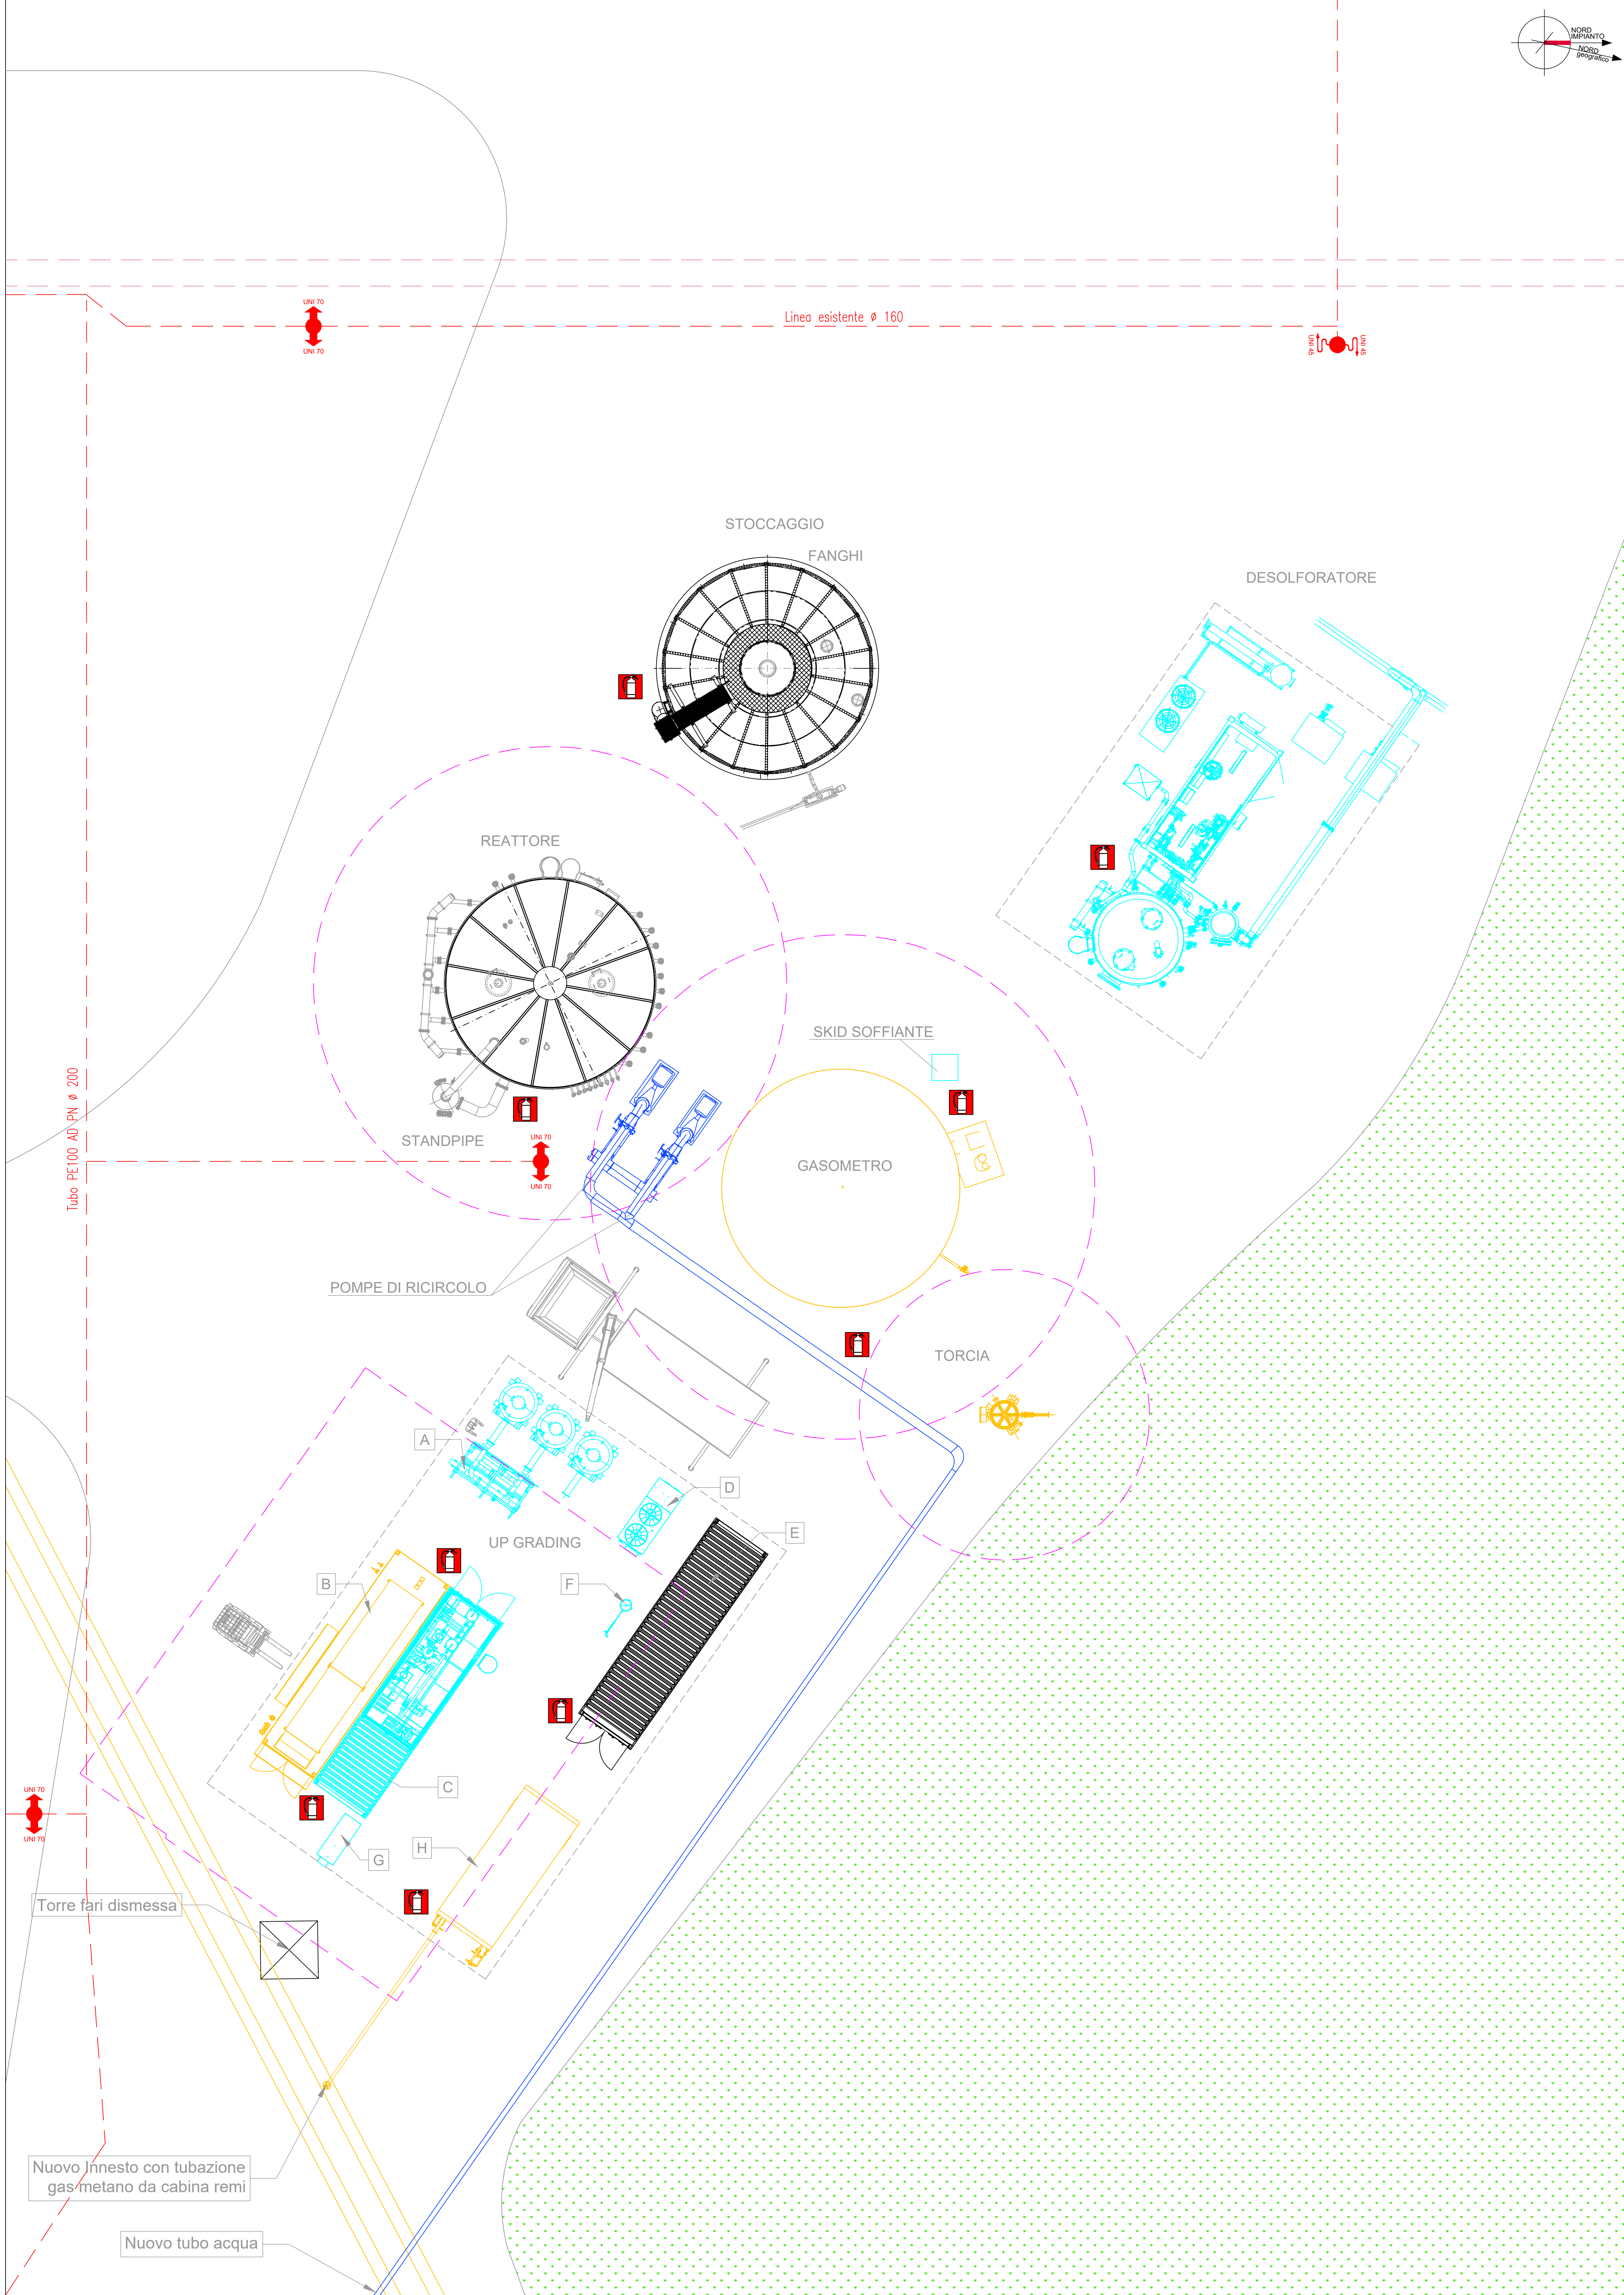 NORD
IMPIANTO
NORD
geografico
UNI 70
UNI 70
Linea esistente ø 160
UNI 45
UNI 45
STOCCAGGIO
FANGHI
DESOLFORATORE
REATTORE
SKID SOFFIANTE
Tubo PE100 AD PN ø 200
STANDPIPE
UNI 70
UNI 70
GASOMETRO
POMPE DI RICIRCOLO
TORCIA
A
D
E
UP GRADING
B
F
C
UNI 70
UNI 70
H
G
Torre fari dismessa
Nuovo Innesto con tubazione
gas metano da cabina remi
Nuovo tubo acqua